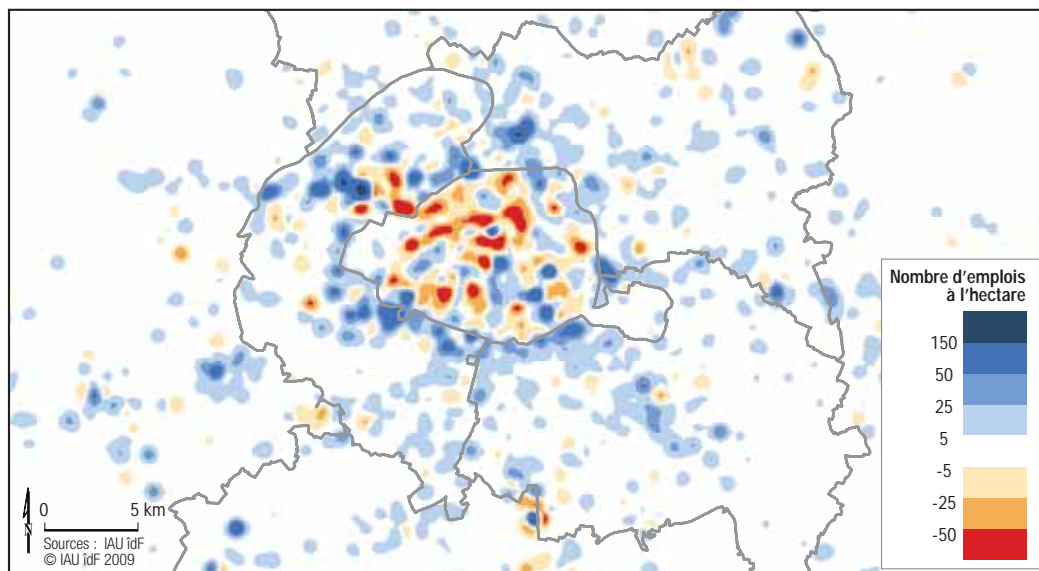 Nombre d'emplois
à l'hectare
150
50
25
5
-5
-25
-50
N
0 5 km
Sources : IAU îdF
© IAU îdF 2009